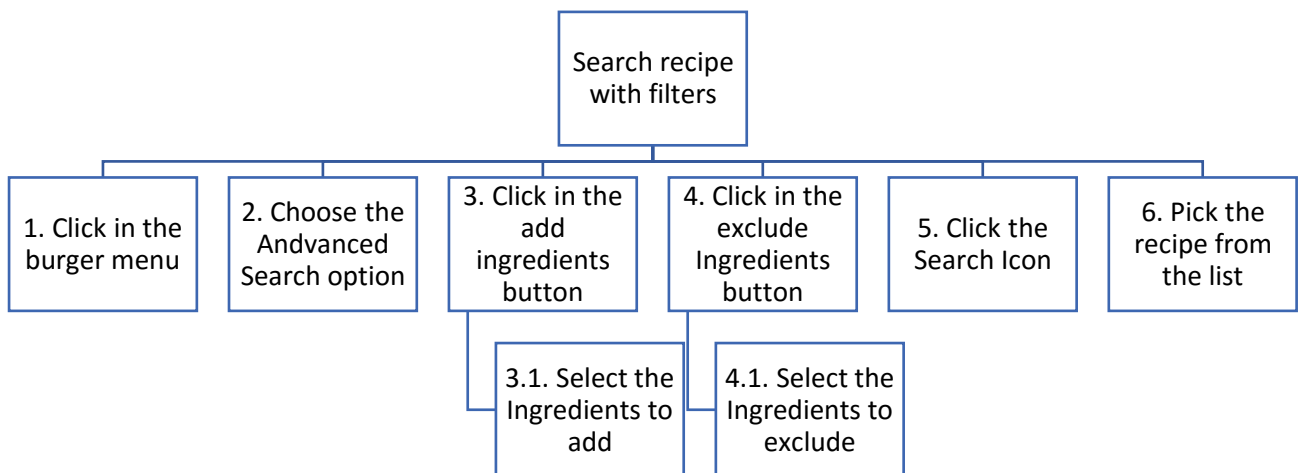 Search recipe
with filters
1. Click in the
burger menu
2. Choose the
Andvanced
Search option
3. Click in the
add
ingredients
button
4. Click in the
exclude
Ingredients
button
5. Click the
Search Icon
6. Pick the
recipe from
the list
3.1. Select the
Ingredients to
add
4.1. Select the
Ingredients to
exclude